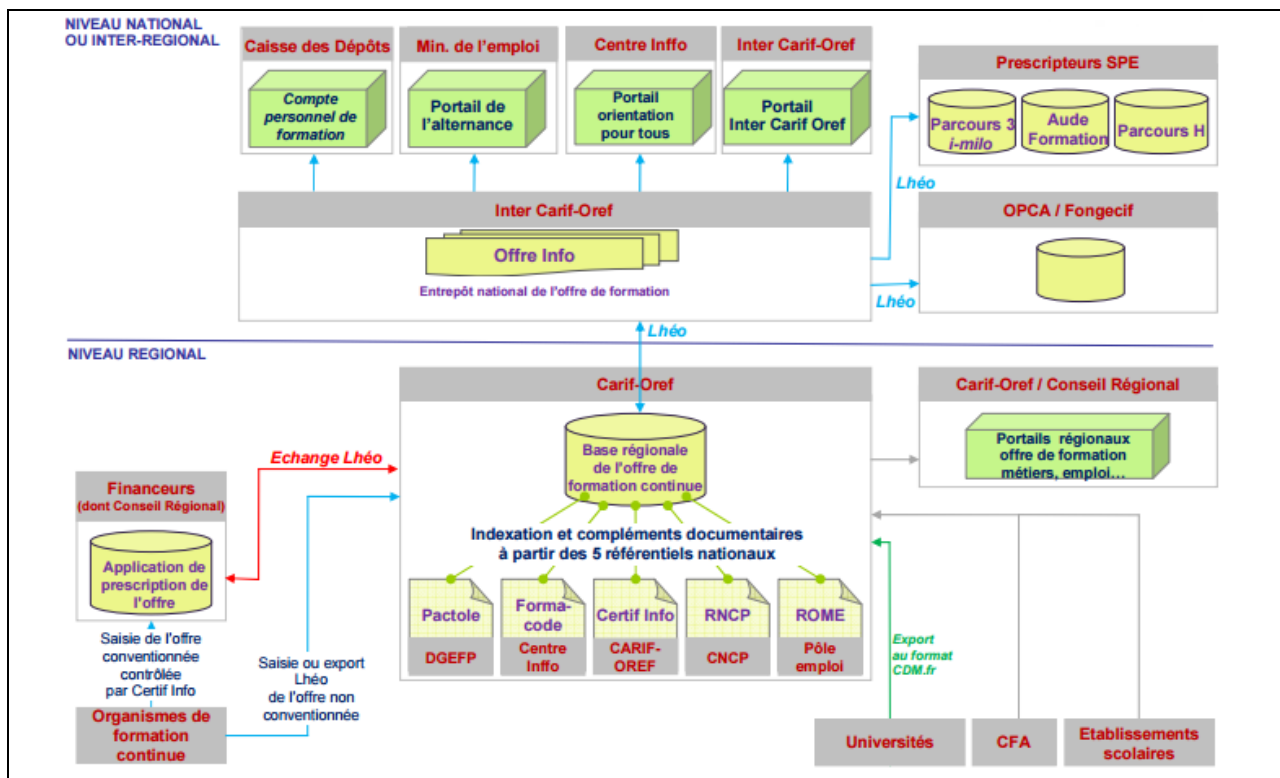 NIVEAU NATIONAL
OU INTER-REGIONAL
Caisse des Dépôts
Compte
personnel de
formation
Min. de l'emploi
Portail de
l'alternance
Centre Inffo
Portail
orientation
pour tous
Inter Carif-Oref
Portail
Inter Carif Oref
Prescripteurs SPE
Parcours 3
i-milo
Aude
Formation
Parcours H
Lhéo
Inter Carif-Oref
Offre Info
Entrepôt national de l'offre de formation
OPCA / Fongecif
Lhéo
Lhéo
NIVEAU REGIONAL
Carif-Oref
Base régionale
de l'offre de
formation continue
Indexation et compléments documentaires
à partir des 5 référentiels nationaux
Pactole
DGEFP
Forma-
code
Centre
Inffo
Certif Info
CARIF-
OREF
RNCP
CNCP
ROME
Pôle
emploi
Carif-Oref / Conseil Régional
Portails régionaux
offre de formation
métiers, emploi...
Echange Lhéo
Financeurs
(dont Conseil Régional)
Application de
prescription de
l'offre
Saisie de l'offre
conventionnée
contrôlée
par Certif Info
Organismes de
formation
continue
Saisie ou export
Lhéo
de l'offre non
conventionnée
Export
au format
CDM.fr
Universités
CFA
Etablissements
scolaires